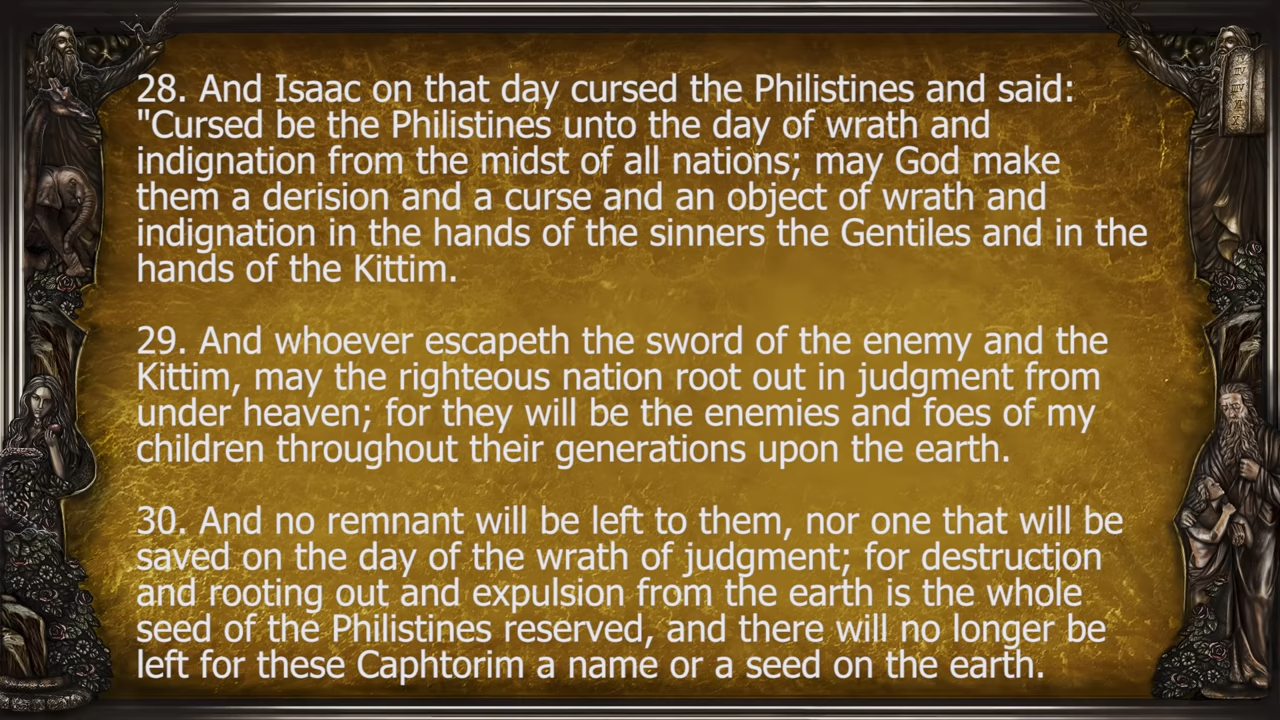 28. And Isaac on that day cursed the Philistines and said:
"Cursed be the Philistines unto the day of wrath and
indignation from the midst of all nations; may God make
them a derision and a curse and an object of wrath and
indignation in the hands of the sinners the Gentiles and in the
hands of the Kittim.
29. And whoever escapeth the sword of the enemy and the
Kittim, may the righteous nation root out in judgment from
under heaven; for they will be the enemies and foes of my
children throughout their generations upon the earth.
30. And no remnant will be left to them, nor one that will be
saved on the day of the wrath of judgment; for destruction
and rooting out and expulsion from the earth is the whole
seed of the Philistines reserved, and there will no longer be
left for these Caphtorim a name or a seed on the earth.